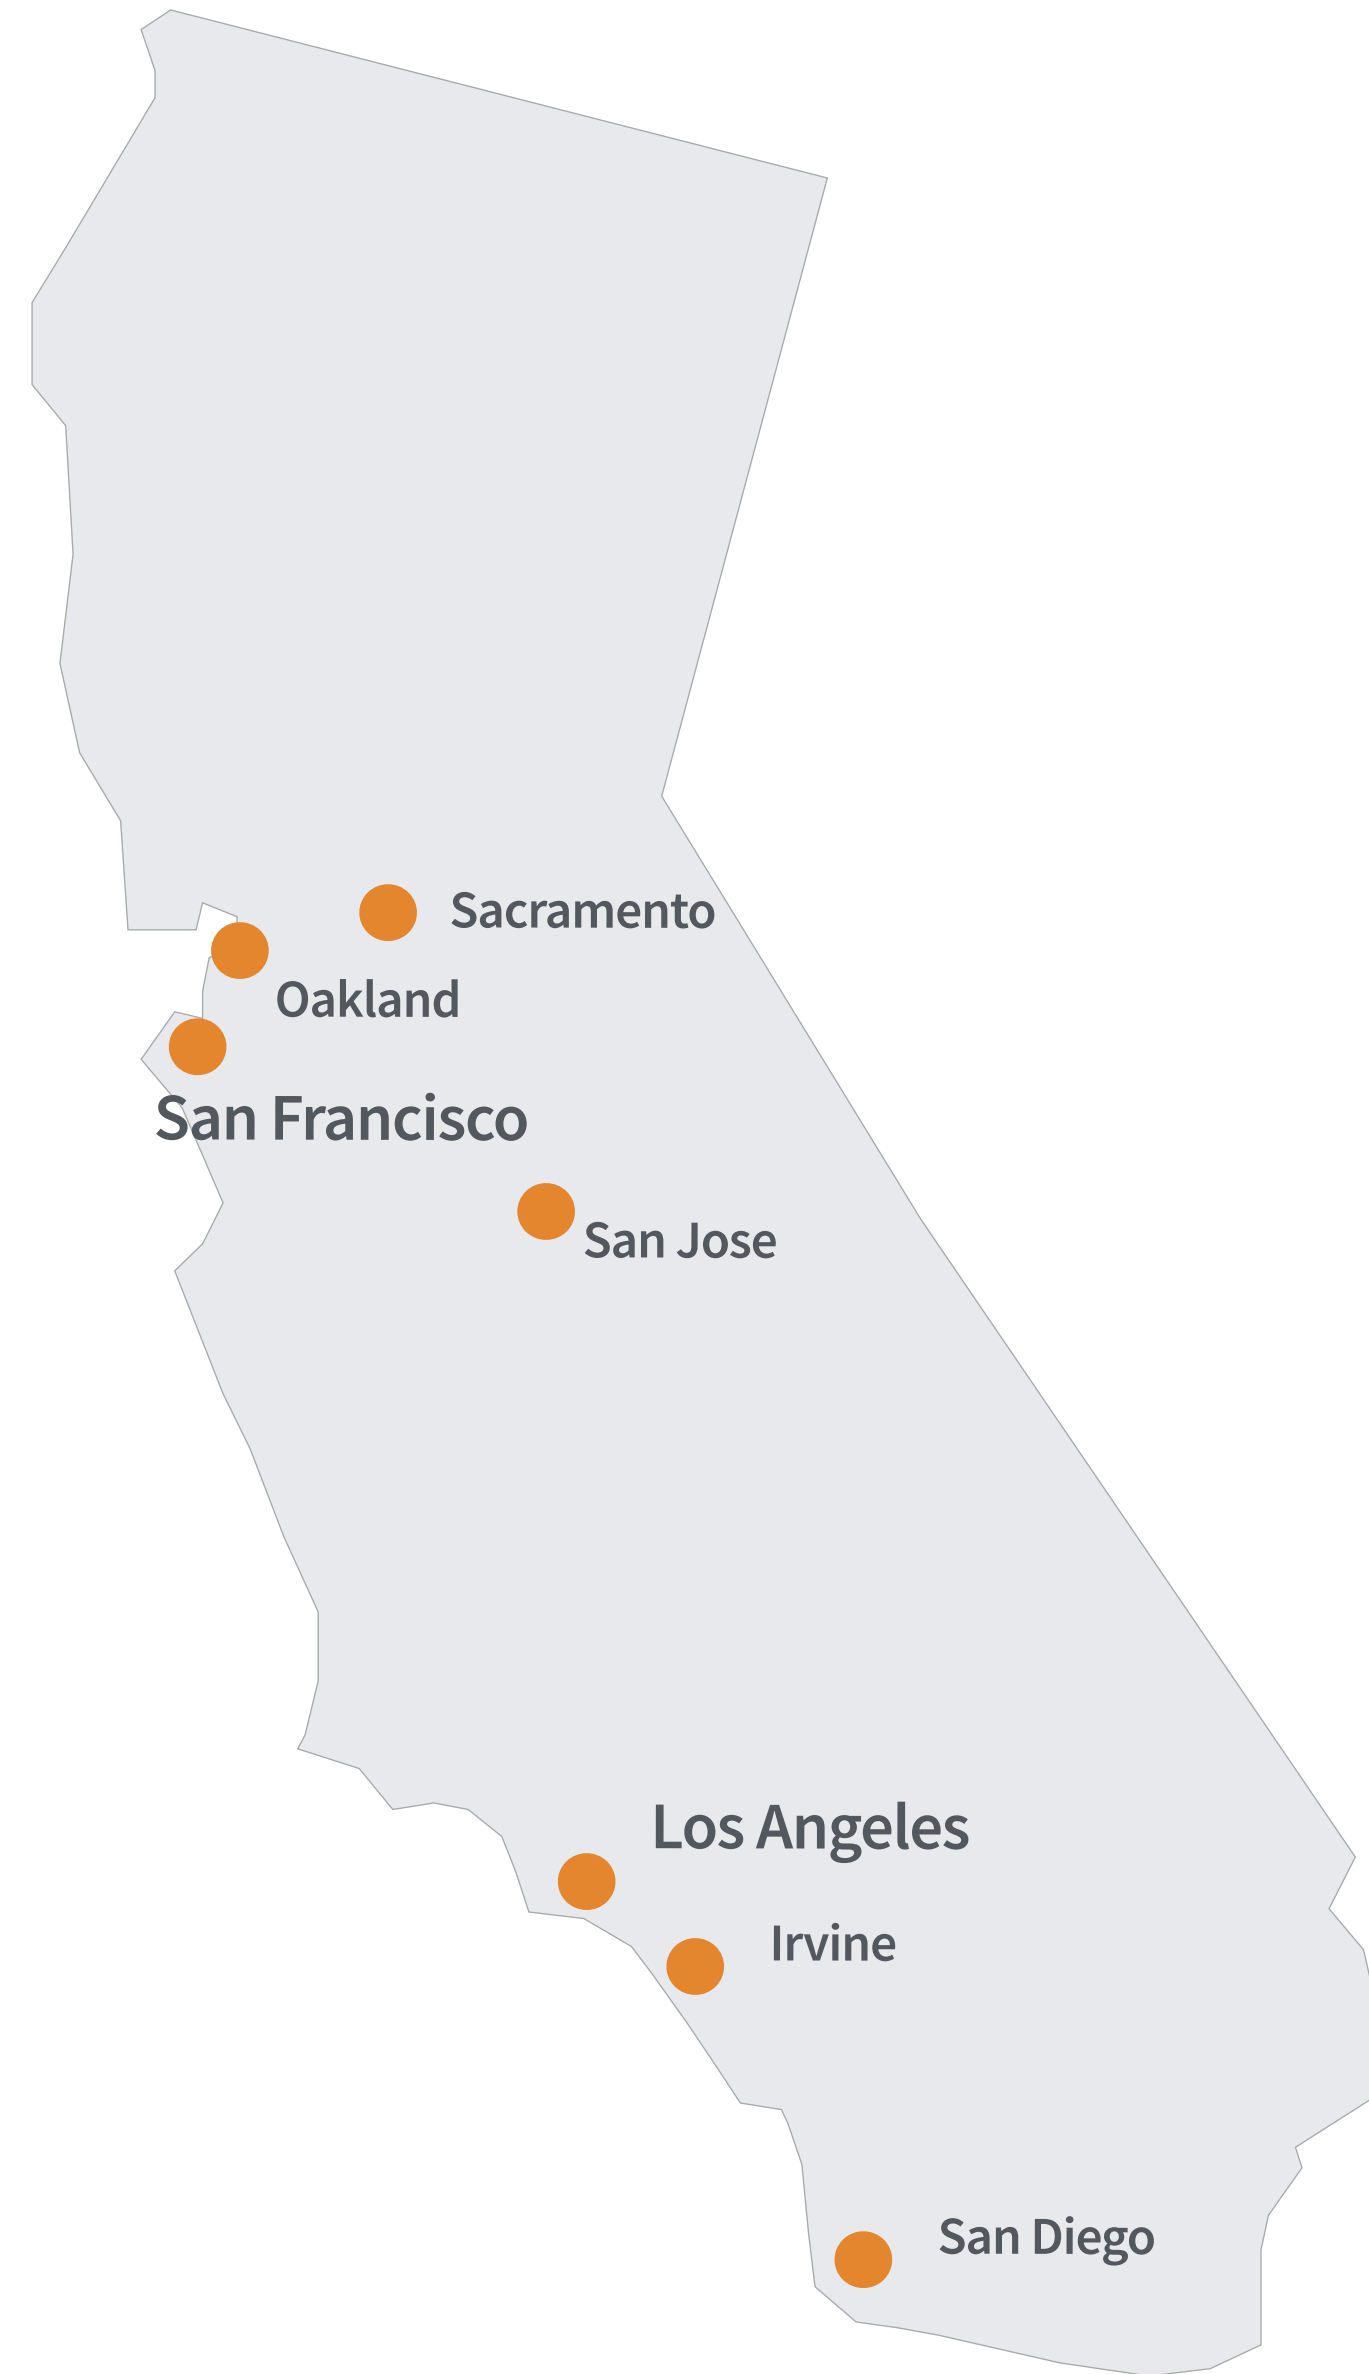 Sacramento
Oakland
San Francisco
San Jose
Los Angeles
Irvine
San Diego